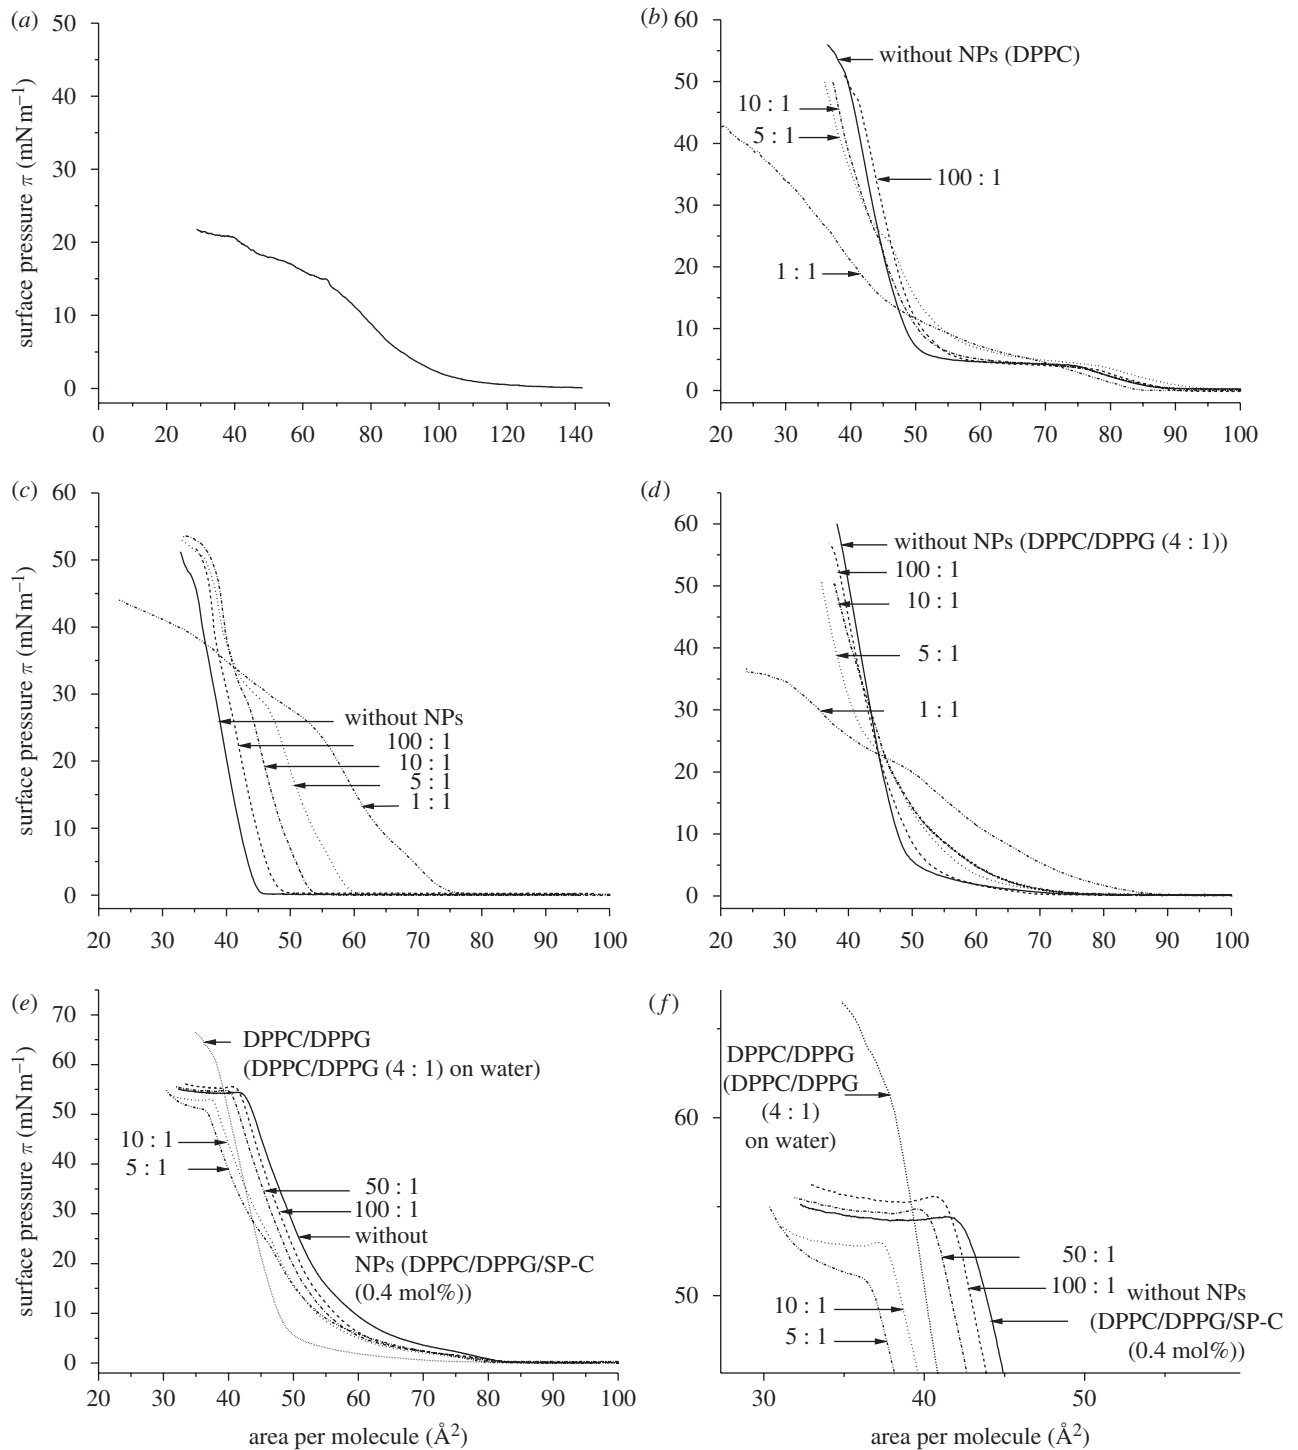 (a)
50
40
30
20
10
0
surface pressure π (mN m⁻¹)
0 20 40 60 80 100 120 140
(b)
60
50
40
30
20
10
0
without NPs (DPPC)
10 : 1
5 : 1
100 : 1
1 : 1
20 30 40 50 60 70 80 90 100
(c)
60
50
40
30
20
10
0
surface pressure π (mN m⁻¹)
without NPs
100 : 1
10 : 1
5 : 1
1 : 1
20 30 40 50 60 70 80 90 100
(d)
60
50
40
30
20
10
0
without NPs (DPPC/DPPG (4 : 1))
100 : 1
10 : 1
5 : 1
1 : 1
20 30 40 50 60 70 80 90 100
(e)
70
60
50
40
30
20
10
0
surface pressure π (mN m⁻¹)
DPPC/DPPG
(DPPC/DPPG (4 : 1) on water)
10 : 1
5 : 1
50 : 1
100 : 1
without
NPs (DPPC/DPPG/SP-C
(0.4 mol%))
20 30 40 50 60 70 80 90 100
area per molecule (Å²)
(f)
60
50
DPPC/DPPG
(DPPC/DPPG
(4 : 1)
on water)
50 : 1
100 : 1
10 : 1
5 : 1
without NPs
(DPPC/DPPG/SP-C
(0.4 mol%))
30 40 50
area per molecule (Å²)